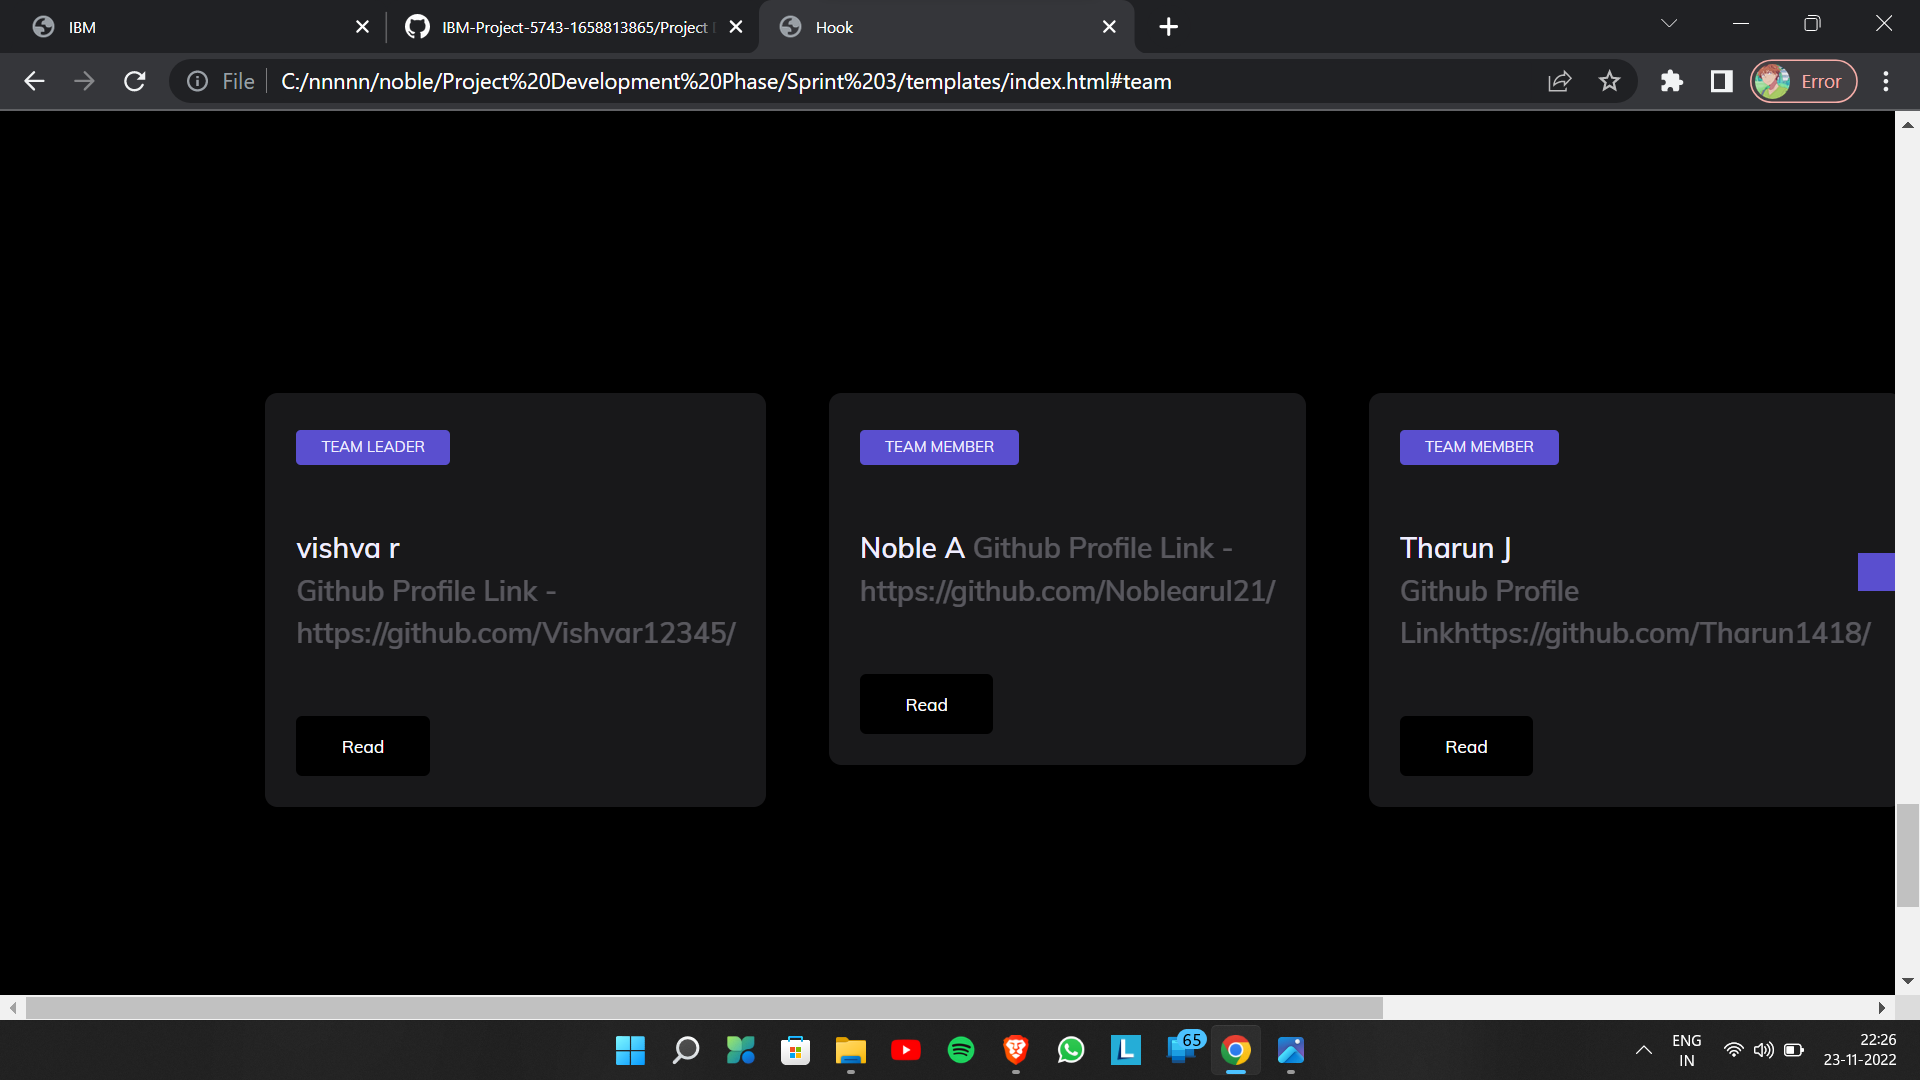 IBM
IBM-Project-5743-1658813865/Project
Hook
File
C:/nnnnn/noble/Project%20Development%20Phase/Sprint%203/templates/index.html#team
Error
TEAM LEADER
vishva r
Github Profile Link -
https://github.com/Vishvar12345/
Read
TEAM MEMBER
Noble A Github Profile Link -
https://github.com/Noblearul21/
Read
TEAM MEMBER
Tharun J
Github Profile
Linkhttps://github.com/Tharun1418/
Read
L
65
ENG
IN
22:26
23-11-2022